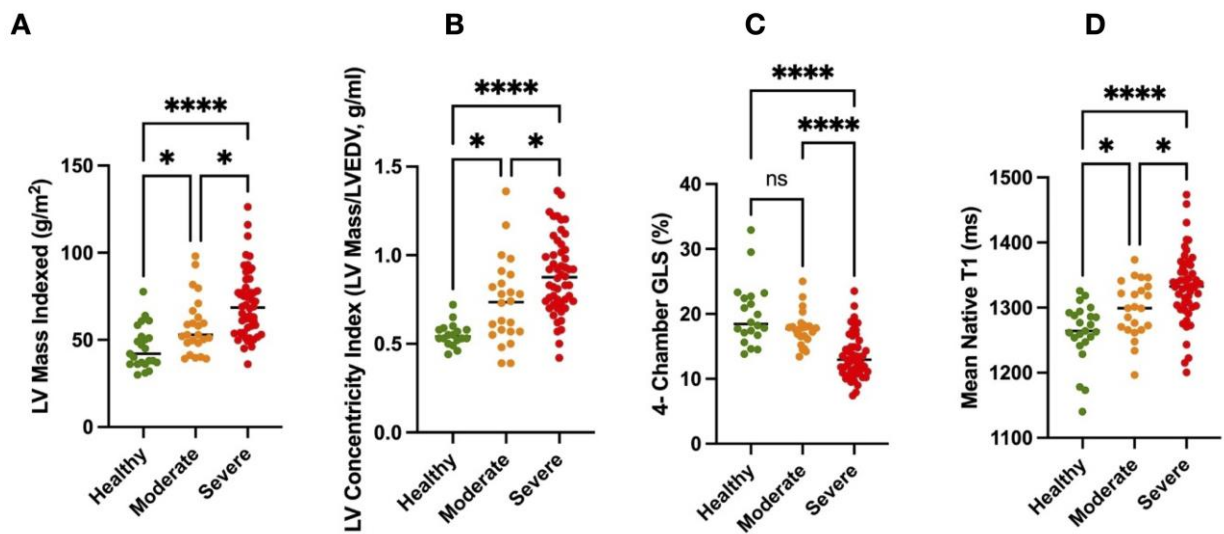 A
B
C
D
LV Mass Indexed (g/m²)
****
*
*
150
100
50
0
Healthy
Moderate
Severe
LV Concentricity Index (LV Mass/LVEDV, g/ml)
****
*
*
1.5
1.0
0.5
0.0
Healthy
Moderate
Severe
4- Chamber GLS (%)
****
****
ns
40
30
20
10
0
Healthy
Moderate
Severe
Mean Native T1 (ms)
****
*
*
1500
1400
1300
1200
1100
Healthy
Moderate
Severe